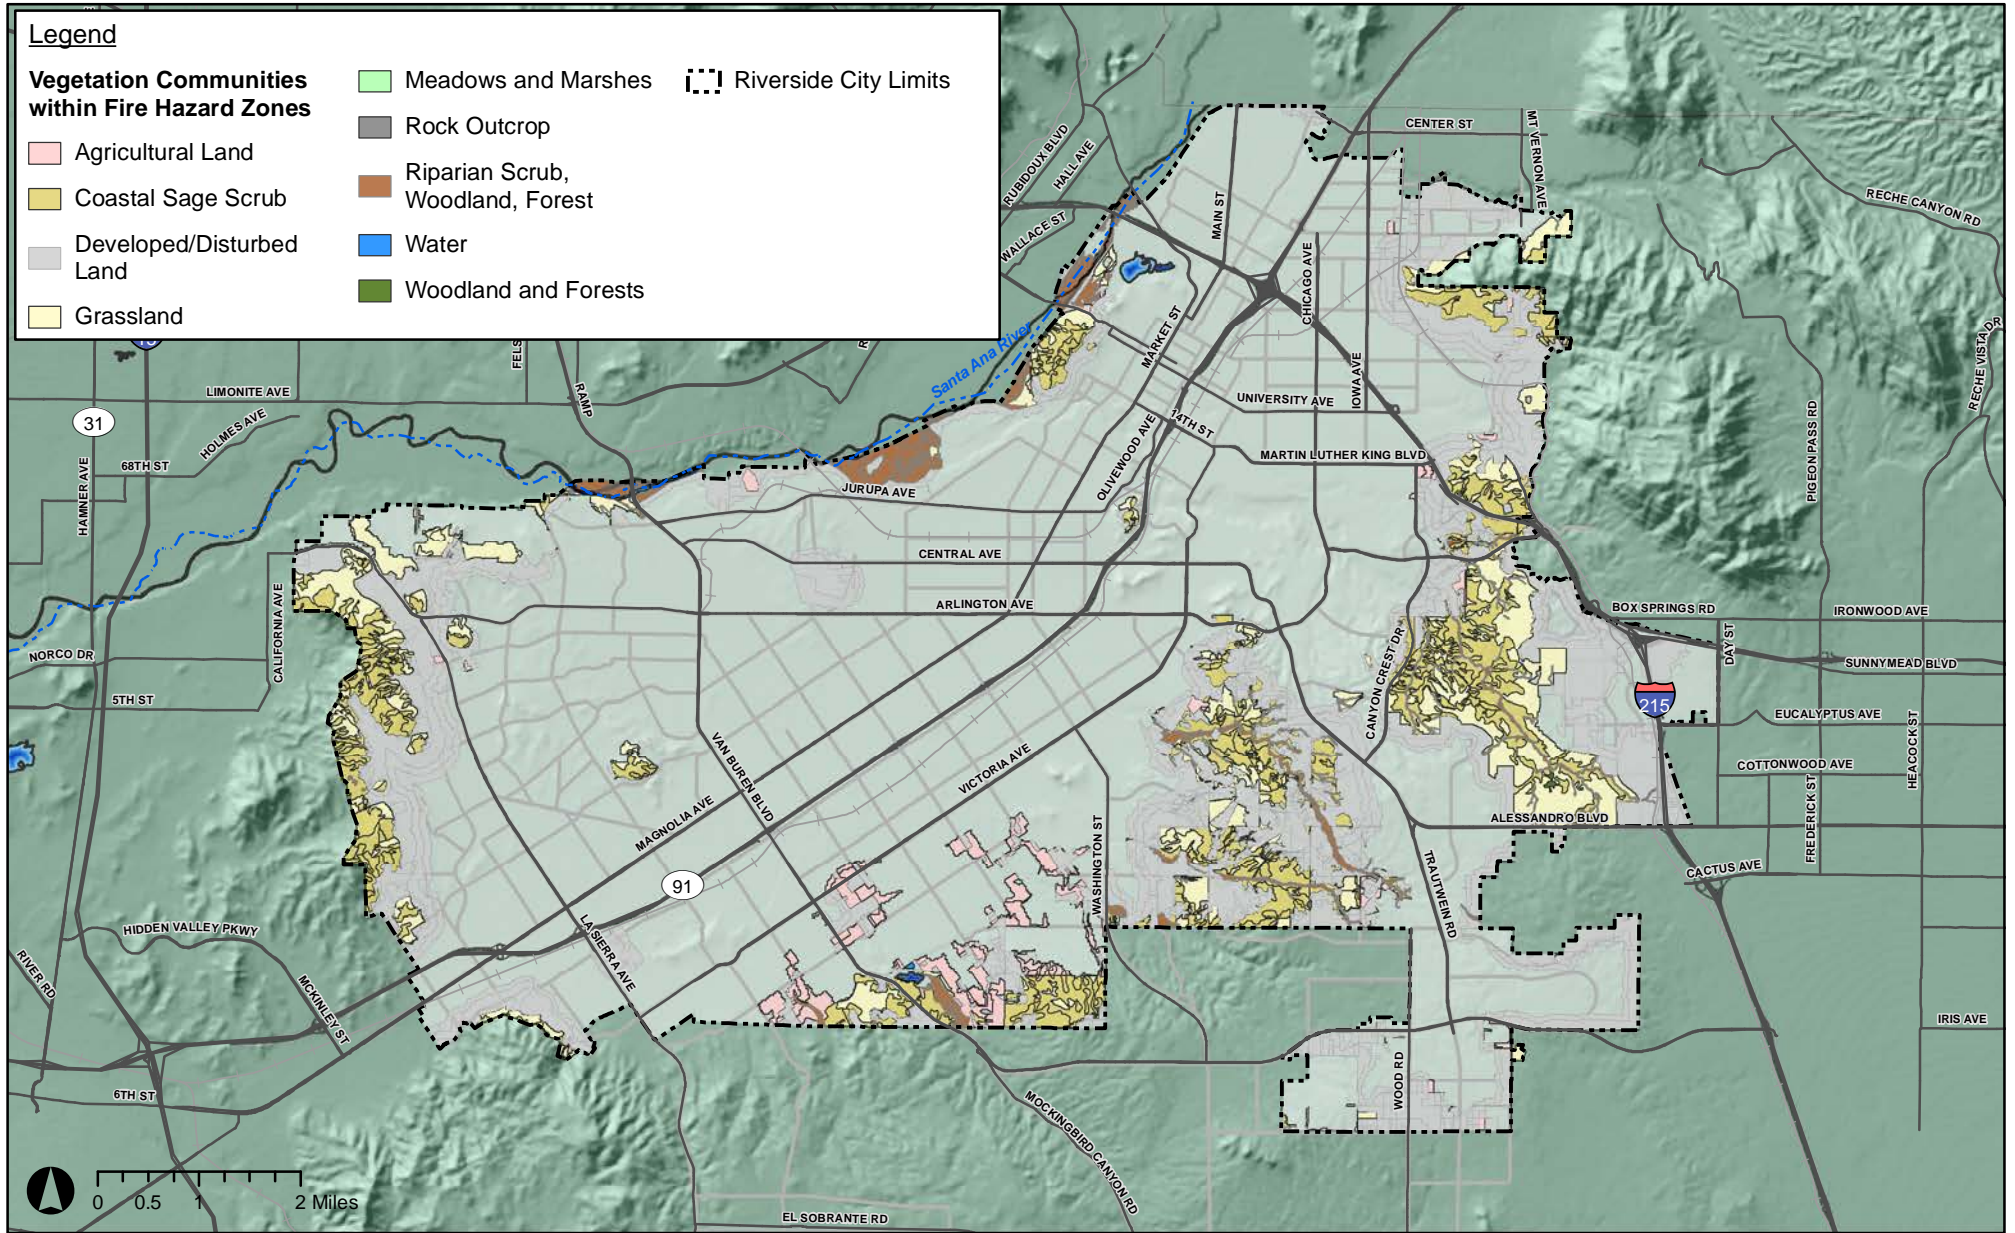 Legend
Vegetation Communities
within Fire Hazard Zones
Agricultural Land
Coastal Sage Scrub
Developed/Disturbed
Land
Grassland
Meadows and Marshes
Rock Outcrop
Riparian Scrub,
Woodland, Forest
Water
Woodland and Forests
Riverside City Limits
RUBIDOUX BLVD
HALL AVE
WALLACE ST
MAIN ST
CENTER ST
MT VERNON AVE
RECHE CANYON RD
RECHE VISTA DR
CHICAGO AVE
MARKET ST
Santa Ana River
IOWA AVE
UNIVERSITY AVE
14TH ST
OLIVEWOOD AVE
MARTIN LUTHER KING BLVD
PIGEON PASS RD
LIMONITE AVE
FELS
RAMP
31
HOLMES AVE
68TH ST
HAMNER AVE
JURUPA AVE
CENTRAL AVE
ARLINGTON AVE
CALIFORNIA AVE
NORCO DR
5TH ST
BOX SPRINGS RD
IRONWOOD AVE
DAY ST
SUNNYMEAD BLVD
215
CANYON CREST DR
EUCALYPTUS AVE
COTTONWOOD AVE
HEACOCK ST
FREDERICK ST
VAN BUREN BLVD
VICTORIA AVE
MAGNOLIA AVE
ALESSANDRO BLVD
WASHINGTON ST
TRAUTWEIN RD
CACTUS AVE
91
LA SIERRA AVE
HIDDEN VALLEY PKWY
RIVER RD
MCKINLEY ST
6TH ST
IRIS AVE
WOOD RD
MOCKINGBIRD CANYON RD
EL SOBRANTE RD
0 0.5 1 2 Miles